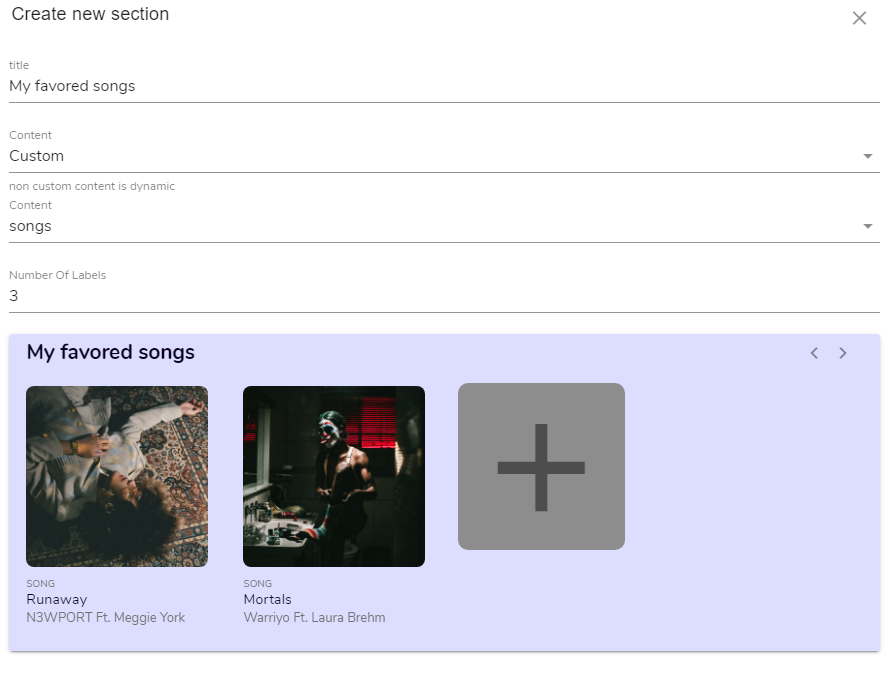 Create new section
title
My favored songs
Content
Custom
non custom content is dynamic
Content
songs
Number Of Labels
3
My favored songs
SONG
Runaway
N3WPORT Ft. Meggie York
SONG
Mortals
Warriyo Ft. Laura Brehm